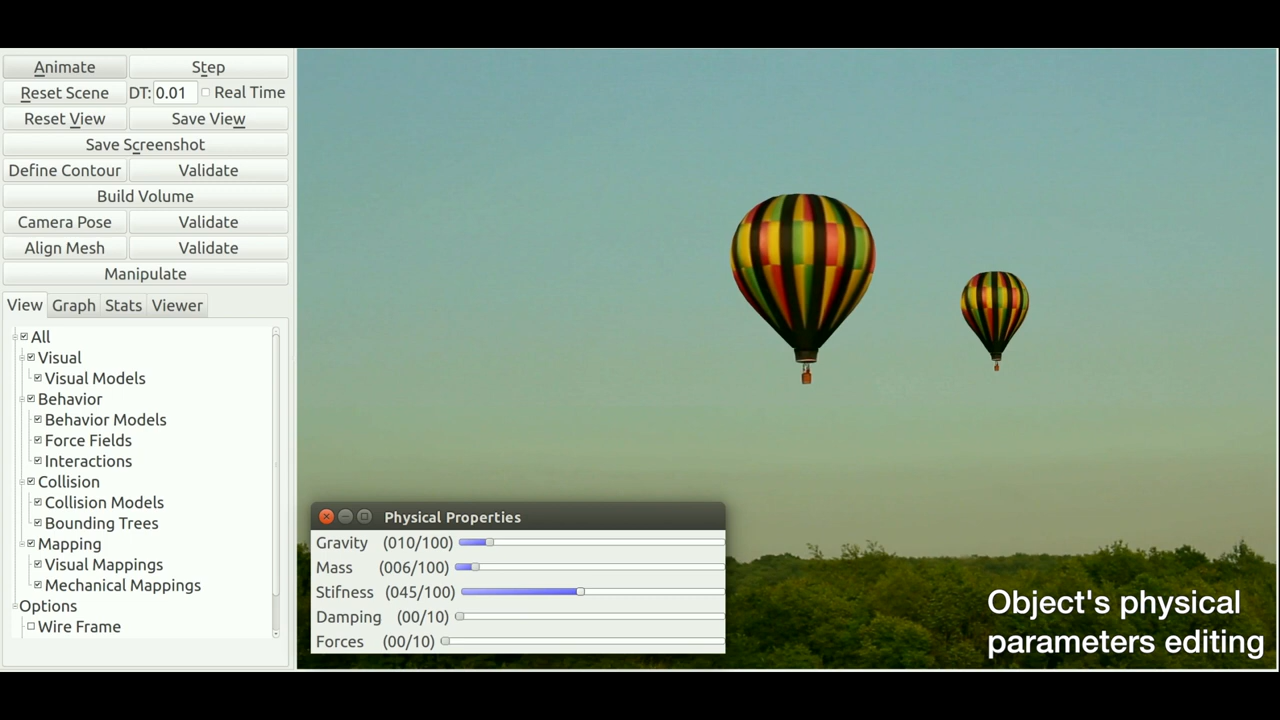 Animate Step
Reset Scene DT: 0.01 Real Time
Reset View Save View
Save Screenshot
Define Contour Validate
Build Volume
Camera Pose Validate
Align Mesh Validate
Manipulate
View Graph Stats Viewer
All
Visual
Visual Models
Behavior
Behavior Models
Force Fields
Interactions
Collision
Collision Models
Bounding Trees
Mapping
Visual Mappings
Mechanical Mappings
Options
Wire Frame
Physical Properties
Gravity (010/100)
Mass (006/100)
Stifness (045/100)
Damping (00/10)
Forces (00/10)
Object's physical
parameters editing